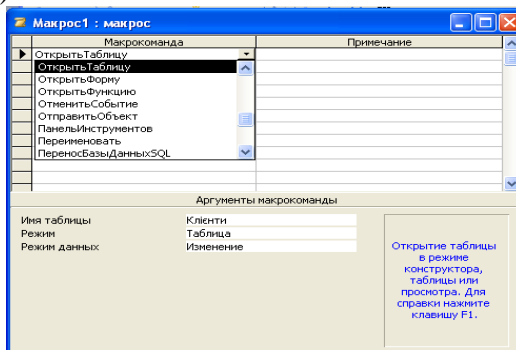 Макрос1 : макрос
Макрокоманда Примечание
ОткрытьТаблицу
ОткрытьТаблицу
ОткрытьФорму
ОткрытьФункцию
ОтменитьСобытие
ОтправитьОбъект
ПанельИнструментов
Переименовать
ПереносБазыДанныхSQL
Аргументы макрокоманды
Имя таблицы Клієнти
Режим Таблица
Режим данных Изменение
Открытие таблицы
в режиме
конструктора,
таблицы или
просмотра. Для
справки нажмите
клавишу F1.